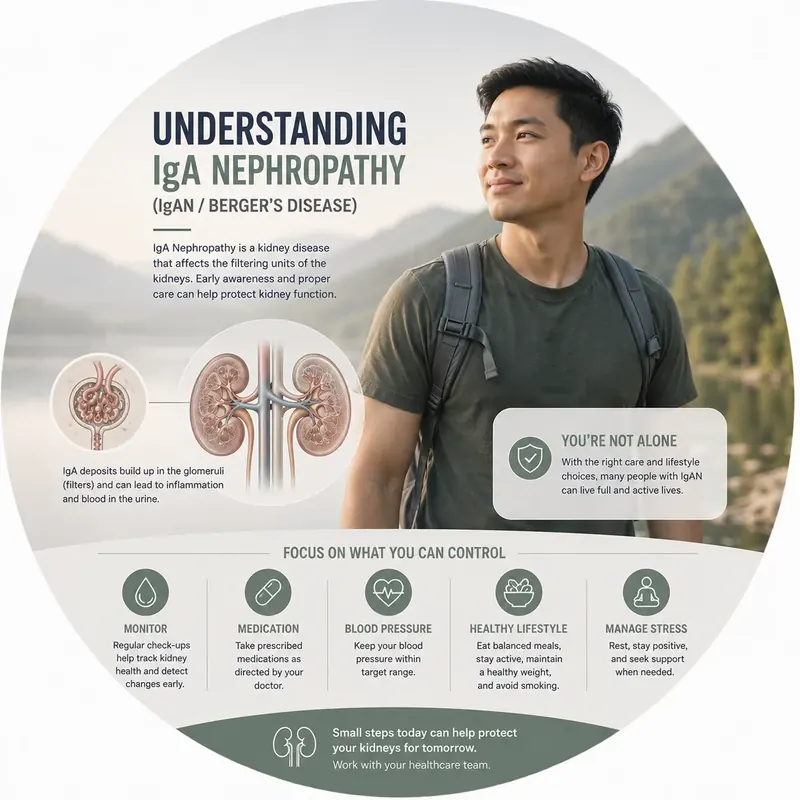 UNDERSTANDING
IgA NEPHROPATHY
(IgAN / BERGER'S DISEASE)
IgA Nephropathy is a kidney disease
that affects the filtering units of the
kidneys. Early awareness and proper
care can help protect kidney function.
IgA deposits build up in the glomeruli
(filters) and can lead to inflammation
and blood in the urine.
YOU'RE NOT ALONE
With the right care and lifestyle
choices, many people with IgAN
can live full and active lives.
FOCUS ON WHAT YOU CAN CONTROL
MONITOR
Regular check-ups
help track kidney
health and detect
changes early.
MEDICATION
Take prescribed
medications as
directed by your
doctor.
BLOOD PRESSURE
Keep your blood
pressure within
target range.
HEALTHY LIFESTYLE
Eat balanced meals,
stay active, maintain
a healthy weight,
and avoid smoking.
MANAGE STRESS
Rest, stay positive,
and seek support
when needed.
Small steps today can help protect
your kidneys for tomorrow.
Work with your healthcare team.